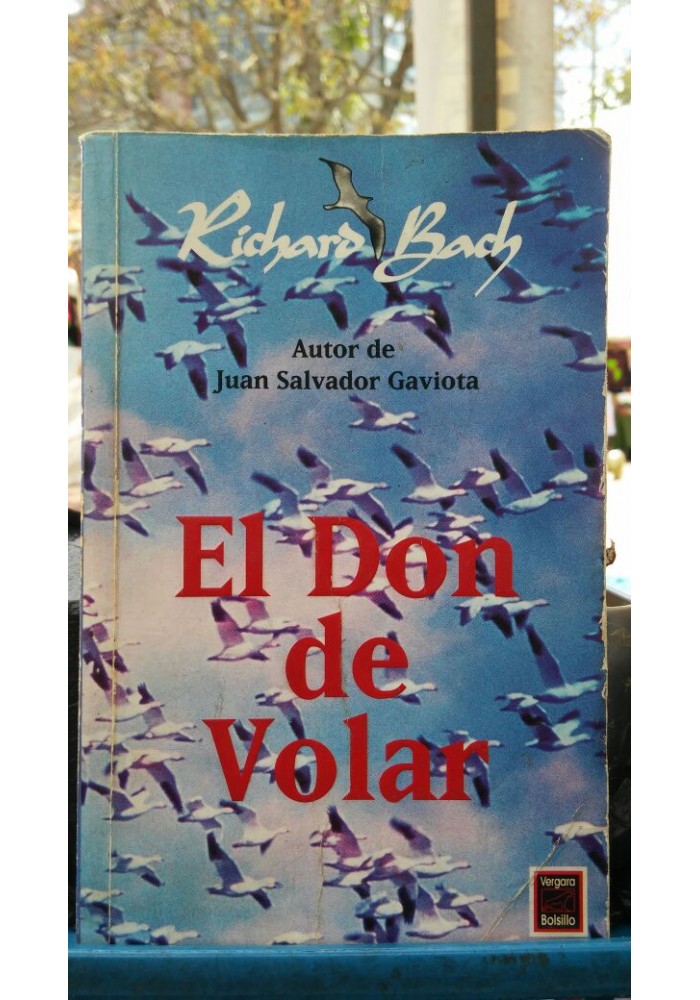 Richard Bach
Autor de
Juan Salvador Gaviota
El Don
de
Volar
Vergara
Bolsillo